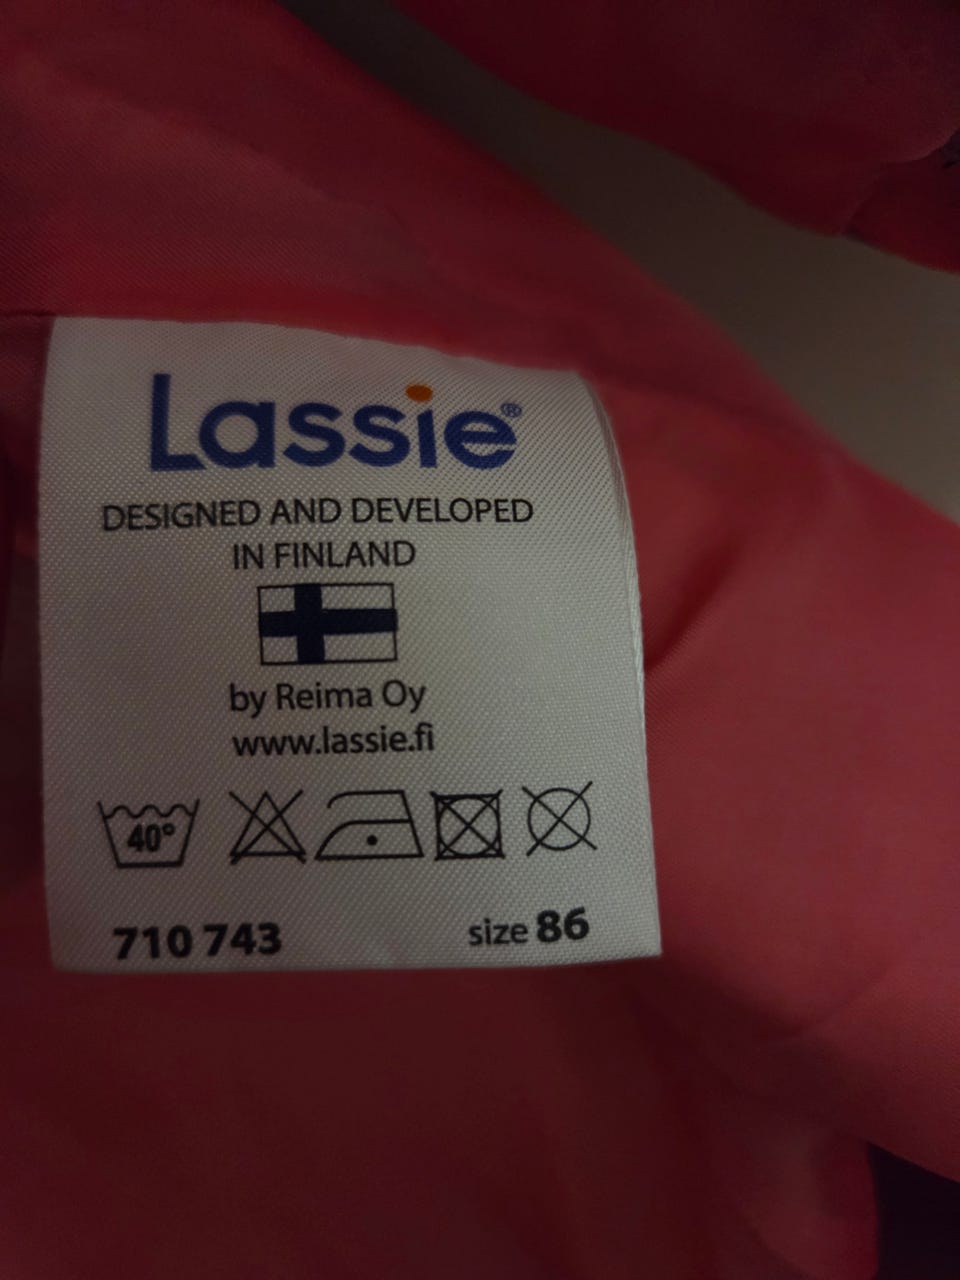 Lassie®
DESIGNED AND DEVELOPED
IN FINLAND
by Reima Oy
www.lassie.fi
40°
710 743 size 86